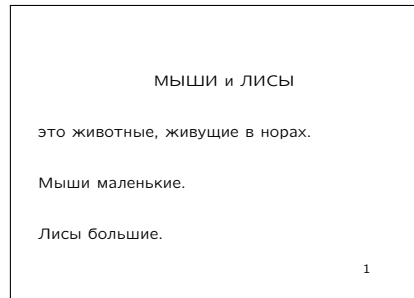 МЫШИ и ЛИСЫ
это животные, живущие в норах.
Мыши маленькие.
Лисы большие.
1